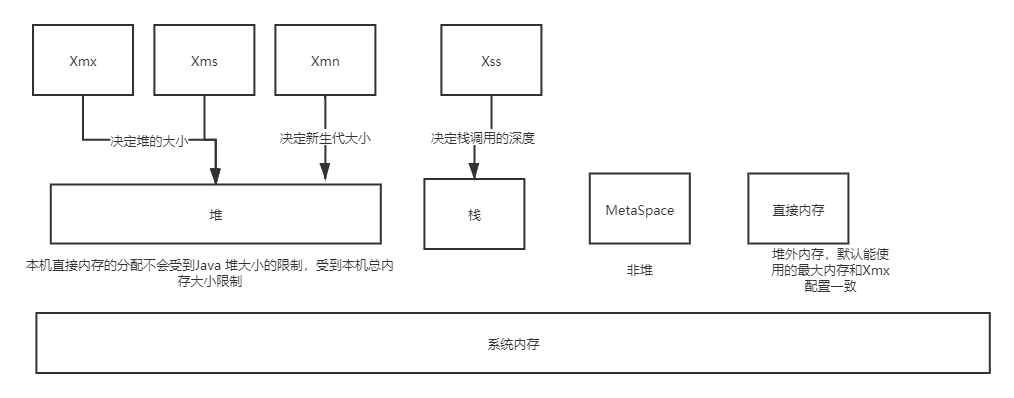 Xmx
Xms
Xmn
Xss
决定堆的大小
决定新生代大小
决定栈调用的深度
堆
栈
MetaSpace
直接内存
本机直接内存的分配不会受到Java 堆大小的限制，受到本机总内
存大小限制
非堆
堆外内存，默认能使
用的最大内存和Xmx
配置一致
系统内存